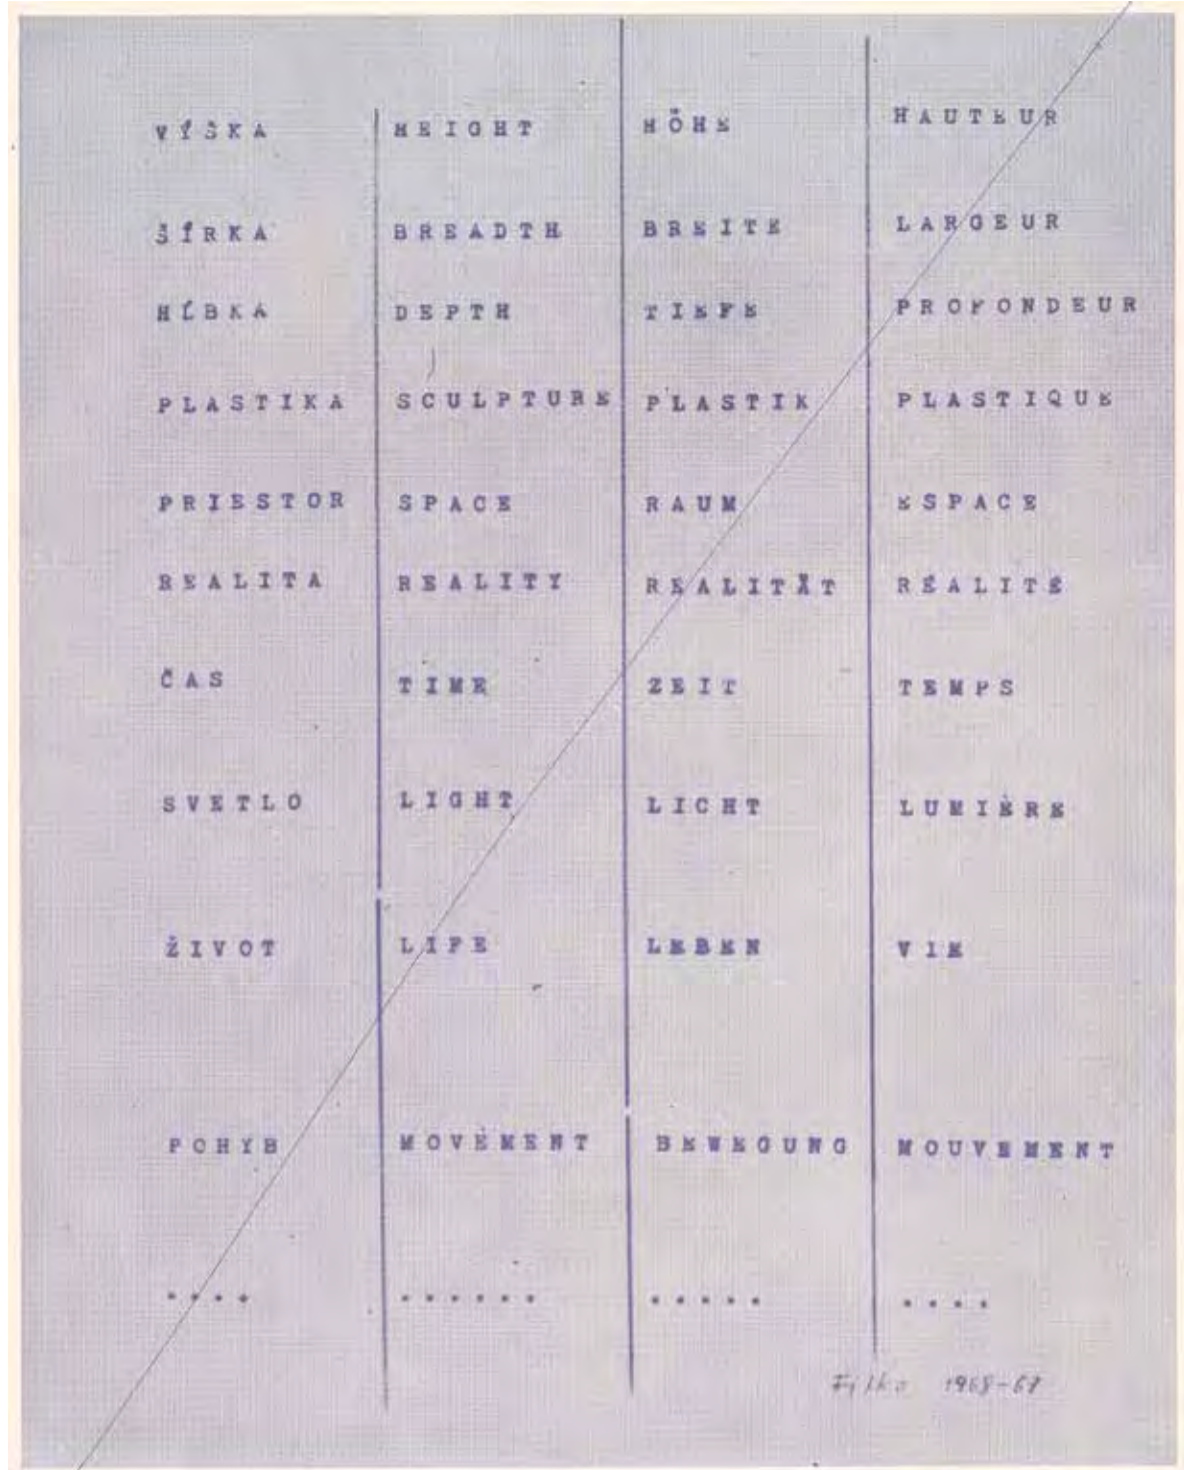 VÝŠKA HEIGHT HÖHE HAUTEUR
ŠÍRKA BREADTH BREITE LARGEUR
HĹBKA DEPTH TIEFE PROFONDEUR
PLASTIKA SCULPTURE PLASTIK PLASTIQUE
PRIESTOR SPACE RAUM ESPACE
REALITA REALITY REALITÄT RÉALITÉ
ČAS TIME ZEIT TEMPS
SVETLO LIGHT LICHT LUMIÈRE
ŽIVOT LIFE LEBEN VIE
POHYB MOVEMENT BEWEGUNG MOUVEMENT
.... ...... ..... ....
Filko 1968-69